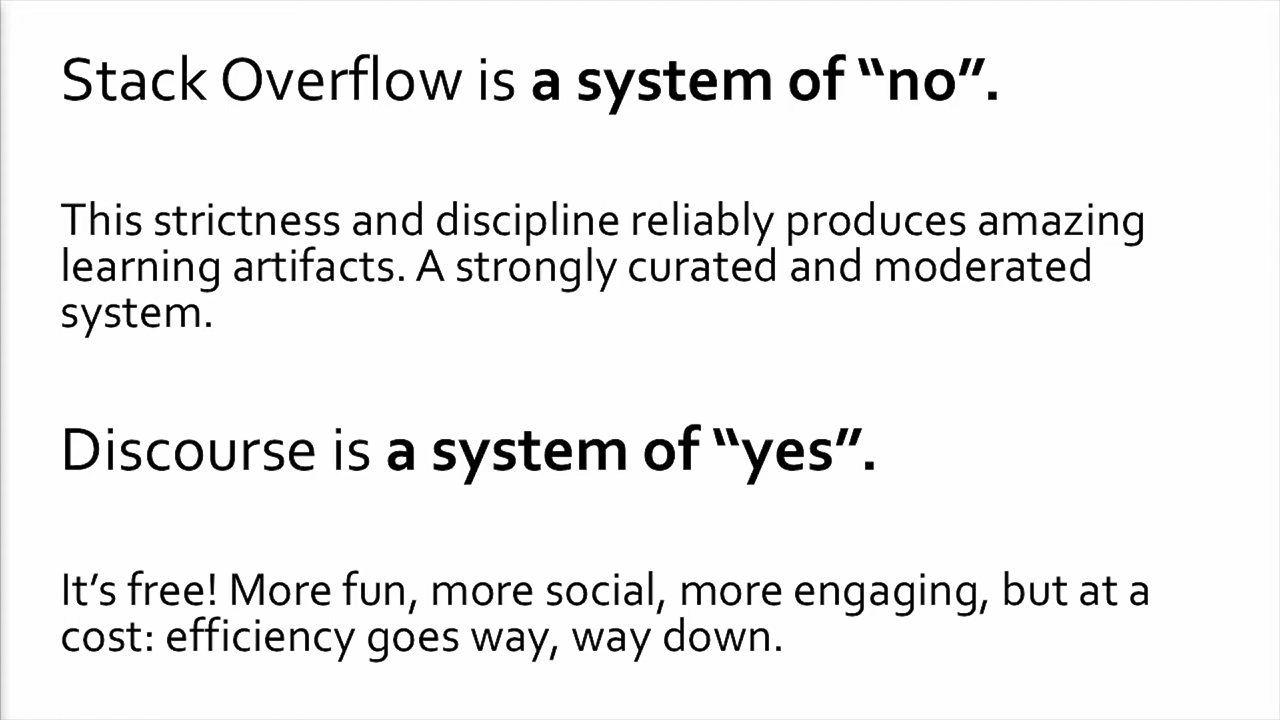 Stack Overflow is a system of “no”.
This strictness and discipline reliably produces amazing
learning artifacts. A strongly curated and moderated
system.
Discourse is a system of “yes”.
It’s free! More fun, more social, more engaging, but at a
cost: efficiency goes way, way down.